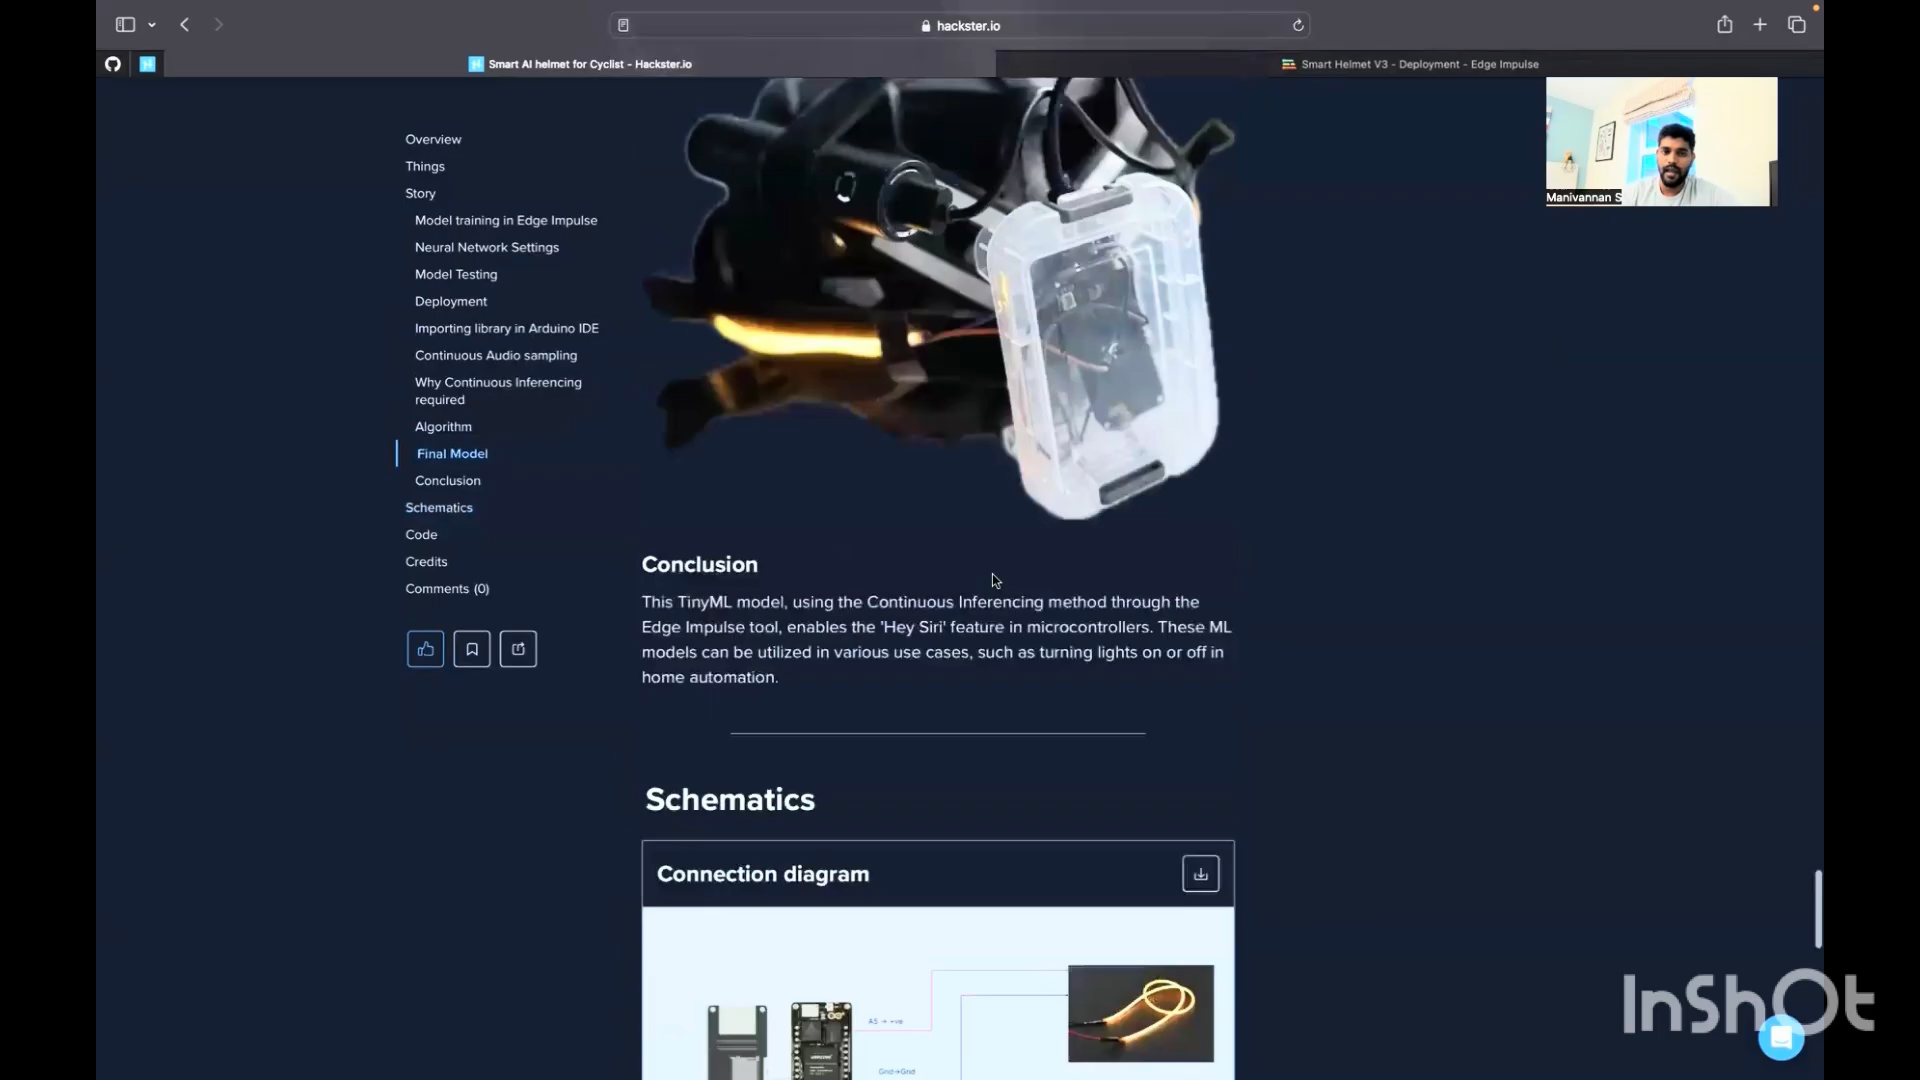 hackster.io
Smart AI helmet for Cyclist - Hackster.io
Smart Helmet V3 - Deployment - Edge Impulse
Manivannan S
Overview
Things
Story
Model training in Edge Impulse
Neural Network Settings
Model Testing
Deployment
Importing library in Arduino IDE
Continuous Audio sampling
Why Continuous Inferencing
required
Algorithm
Final Model
Conclusion
Schematics
Code
Credits
Comments (0)
Conclusion
This TinyML model, using the Continuous Inferencing method through the
Edge Impulse tool, enables the 'Hey Siri' feature in microcontrollers. These ML
models can be utilized in various use cases, such as turning lights on or off in
home automation.
Schematics
Connection diagram
A5 → +ve
Gnd→Gnd
InShOt